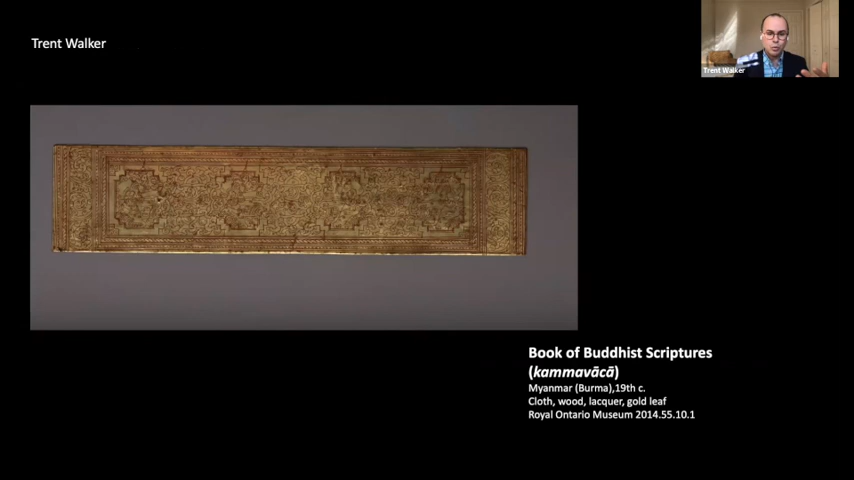 Trent Walker
Trent Walker
Book of Buddhist Scriptures
(kammavācā)
Myanmar (Burma),19th c.
Cloth, wood, lacquer, gold leaf
Royal Ontario Museum 2014.55.10.1